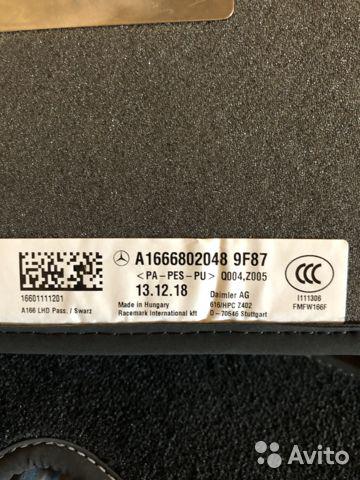 A1666802048 9F87
< PA - PES - PU > Q004,Z005
13.12.18
Made in Hungary
Racemark International kft
Daimler AG
616/HPC Z402
D - 70546 Stuttgart
16601111201
A166 LHD Pass. / Swarz
CCC
I111306
FMFW166F
Avito